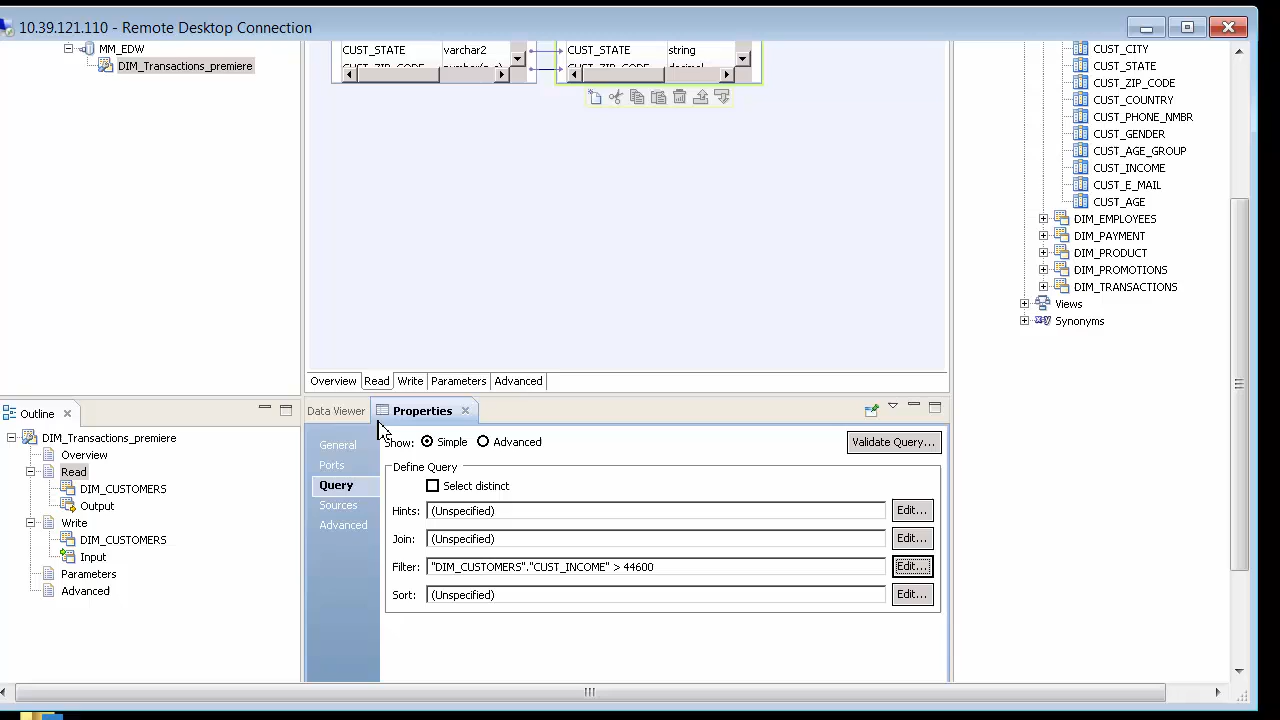 10.39.121.110 - Remote Desktop Connection
MM_EDW
DIM_Transactions_premiere
CUST_STATE varchar2
CUST_STATE string
CUST_CITY
CUST_STATE
CUST_ZIP_CODE
CUST_COUNTRY
CUST_PHONE_NMBR
CUST_GENDER
CUST_AGE_GROUP
CUST_INCOME
CUST_E_MAIL
CUST_AGE
DIM_EMPLOYEES
DIM_PAYMENT
DIM_PRODUCT
DIM_PROMOTIONS
DIM_TRANSACTIONS
Views
Synonyms
Overview Read Write Parameters Advanced
Outline
DIM_Transactions_premiere
Overview
Read
DIM_CUSTOMERS
Output
Write
DIM_CUSTOMERS
Input
Parameters
Advanced
Data Viewer Properties
General
Ports
Query
Sources
Advanced
Show: Simple Advanced Validate Query...
Define Query
Select distinct
Hints: (Unspecified) Edit...
Join: (Unspecified) Edit...
Filter: "DIM_CUSTOMERS"."CUST_INCOME" > 44600 Edit...
Sort: (Unspecified) Edit...